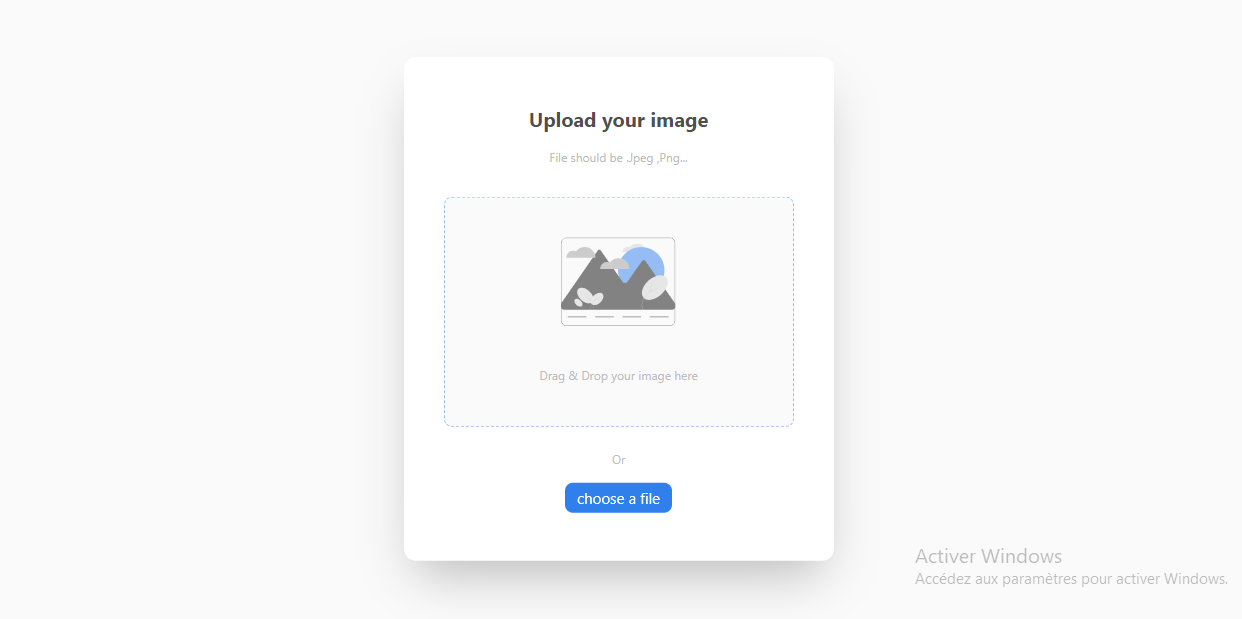 Upload your image
File should be .Jpeg ,Png...
Drag & Drop your image here
Or
choose a file
Activer Windows
Accédez aux paramètres pour activer Windows.